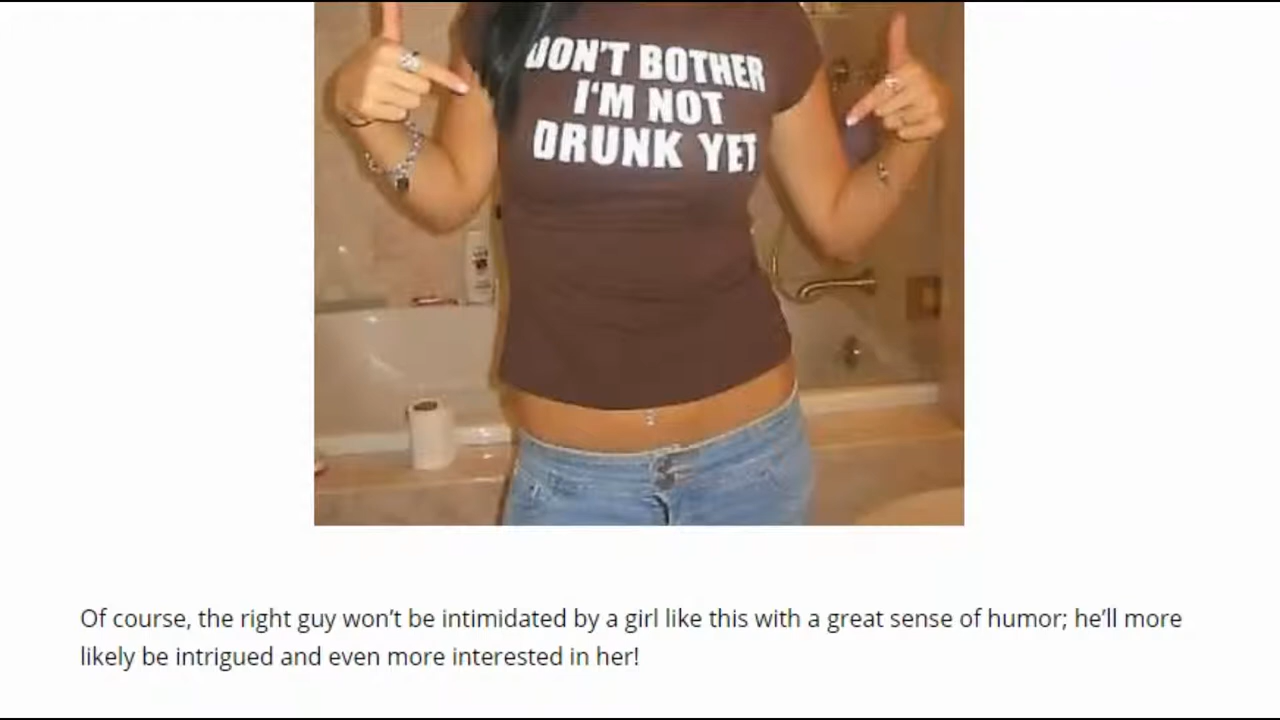 DON'T BOTHER
I'M NOT
DRUNK YET
Of course, the right guy won’t be intimidated by a girl like this with a great sense of humor; he’ll more
likely be intrigued and even more interested in her!